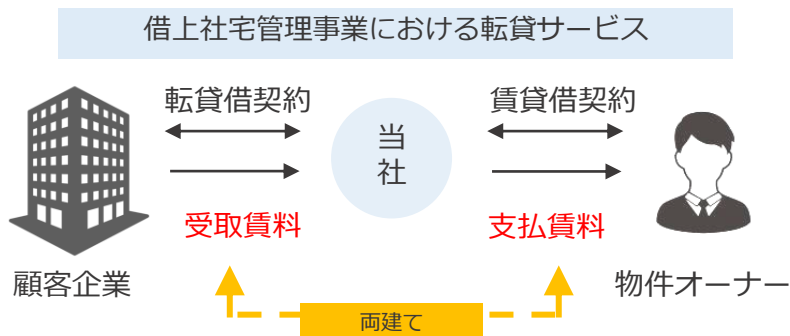 借上社宅管理事業における転貸サービス
転貸借契約
賃貸借契約
当
社
受取賃料
支払賃料
顧客企業
物件オーナー
両建て